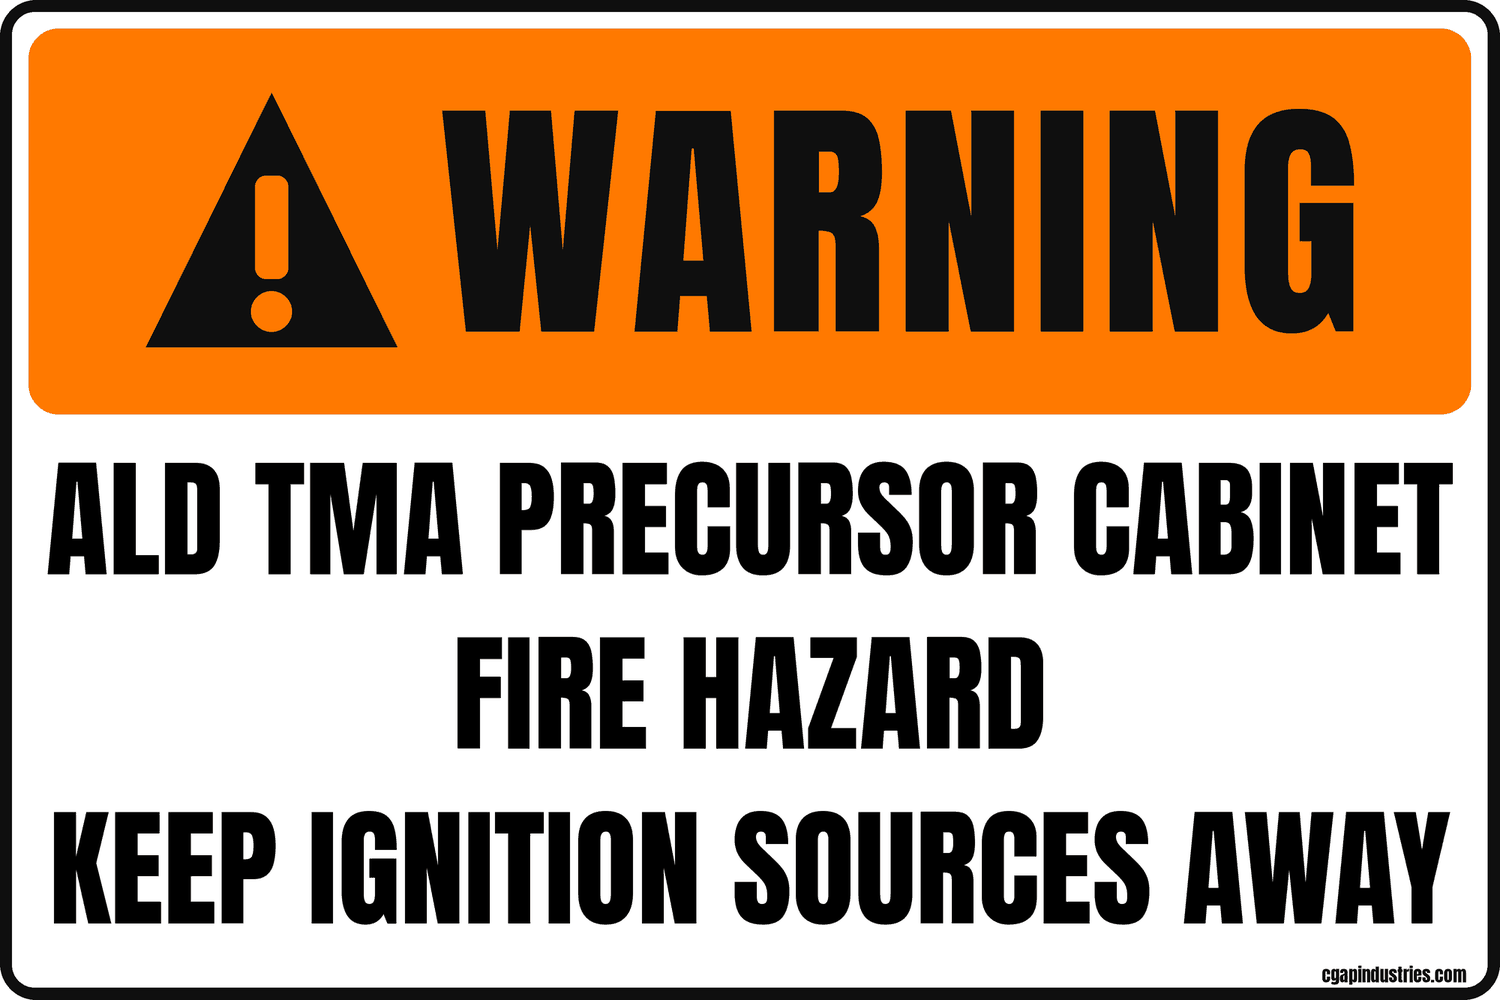 WARNING
ALD TMA PRECURSOR CABINET
FIRE HAZARD
KEEP IGNITION SOURCES AWAY
cgapindustries.com